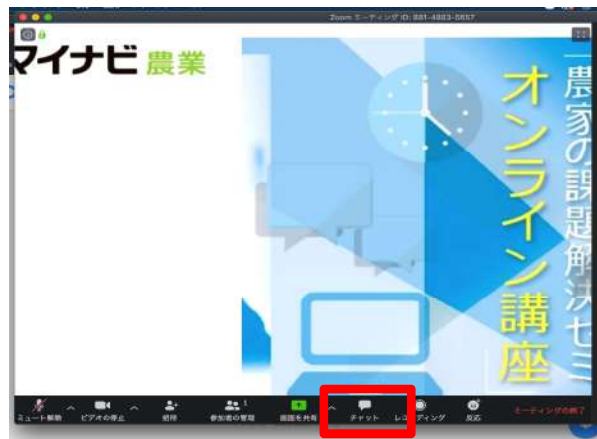 Zoom ミーティング ID: 881-4883-5657
マイナビ 農業
農家の課題解決セミ
オンライン講座
1
ミュート解除
ビデオの停止
招待
参加者の管理
画面を共有
チャット
レコーディング
反応
ミーティングの終了